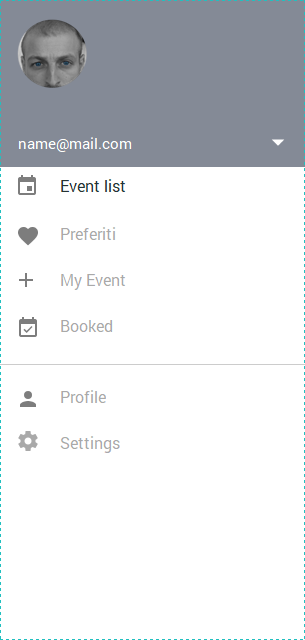 name@mail.com
Event list
Preferiti
My Event
Booked
Profile
Settings